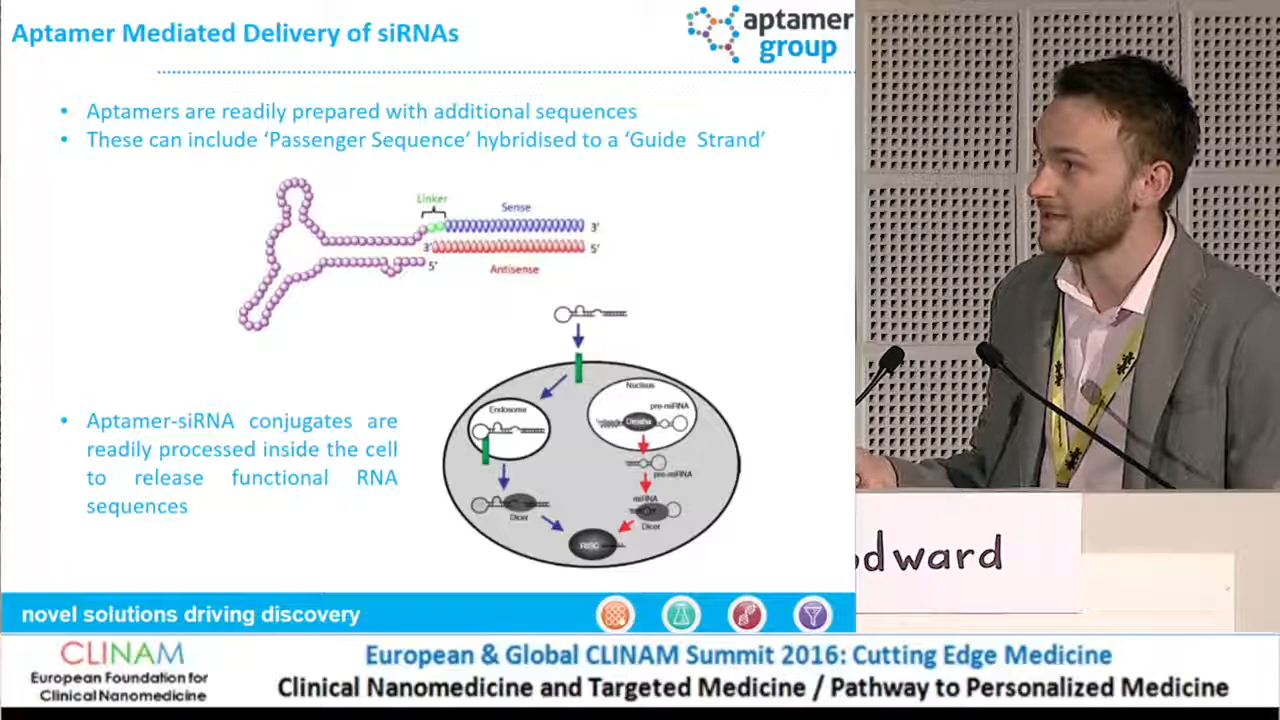 Aptamer Mediated Delivery of siRNAs
aptamer
group
• Aptamers are readily prepared with additional sequences
• These can include ‘Passenger Sequence’ hybridised to a ‘Guide Strand’
Linker
Sense
3'
3'
5'
5'
Antisense
Nucleus
pre-miRNA
Drosha
Endosome
pre-miRNA
miRNA
Dicer
Dicer
RISC
• Aptamer-siRNA conjugates are
readily processed inside the cell
to release functional RNA
sequences
odward
novel solutions driving discovery
CLINAM
European Foundation for
Clinical Nanomedicine
European & Global CLINAM Summit 2016: Cutting Edge Medicine
Clinical Nanomedicine and Targeted Medicine / Pathway to Personalized Medicine